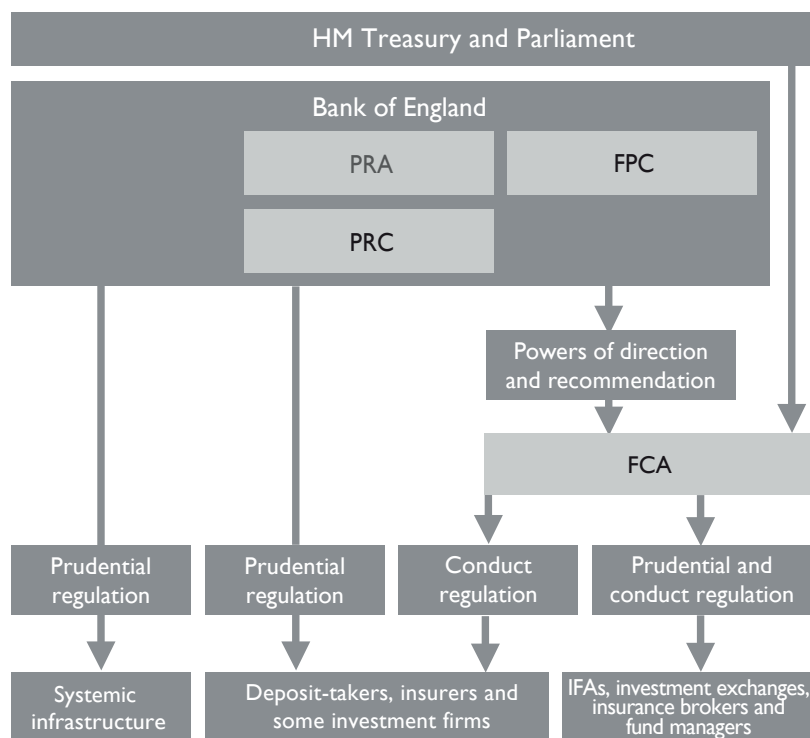 HM Treasury and Parliament
Bank of England
PRA
FPC
PRC
Powers of direction
and recommendation
FCA
Prudential
regulation
Prudential
regulation
Conduct
regulation
Prudential and
conduct regulation
Systemic
infrastructure
Deposit-takers, insurers and
some investment firms
IFAs, investment exchanges,
insurance brokers and
fund managers